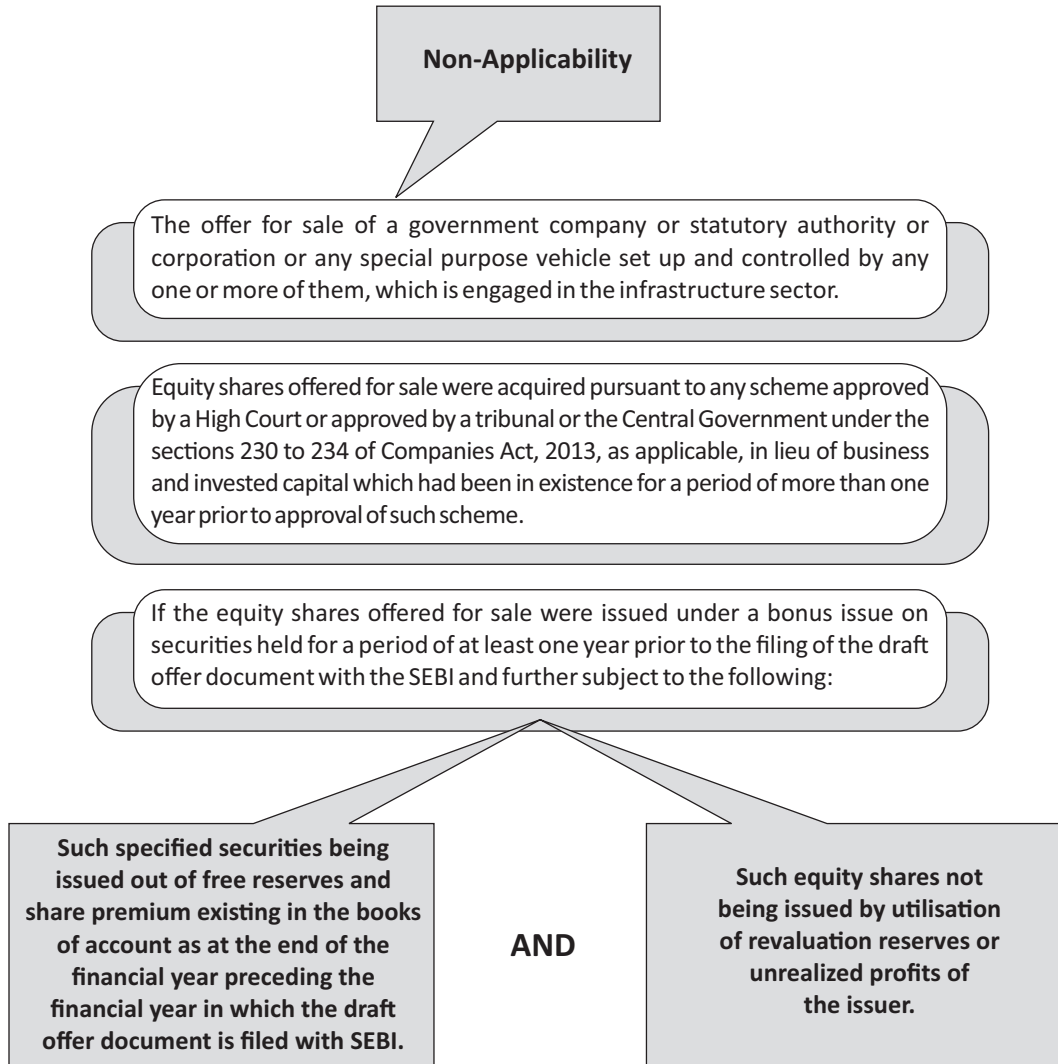 Non-Applicability
The offer for sale of a government company or statutory authority or
corporation or any special purpose vehicle set up and controlled by any
one or more of them, which is engaged in the infrastructure sector.
Equity shares offered for sale were acquired pursuant to any scheme approved
by a High Court or approved by a tribunal or the Central Government under the
sections 230 to 234 of Companies Act, 2013, as applicable, in lieu of business
and invested capital which had been in existence for a period of more than one
year prior to approval of such scheme.
If the equity shares offered for sale were issued under a bonus issue on
securities held for a period of at least one year prior to the filing of the draft
offer document with the SEBI and further subject to the following:
Such specified securities being
issued out of free reserves and
share premium existing in the books
of account as at the end of the
financial year preceding the
financial year in which the draft
offer document is filed with SEBI.
AND
Such equity shares not
being issued by utilisation
of revaluation reserves or
unrealized profits of
the issuer.